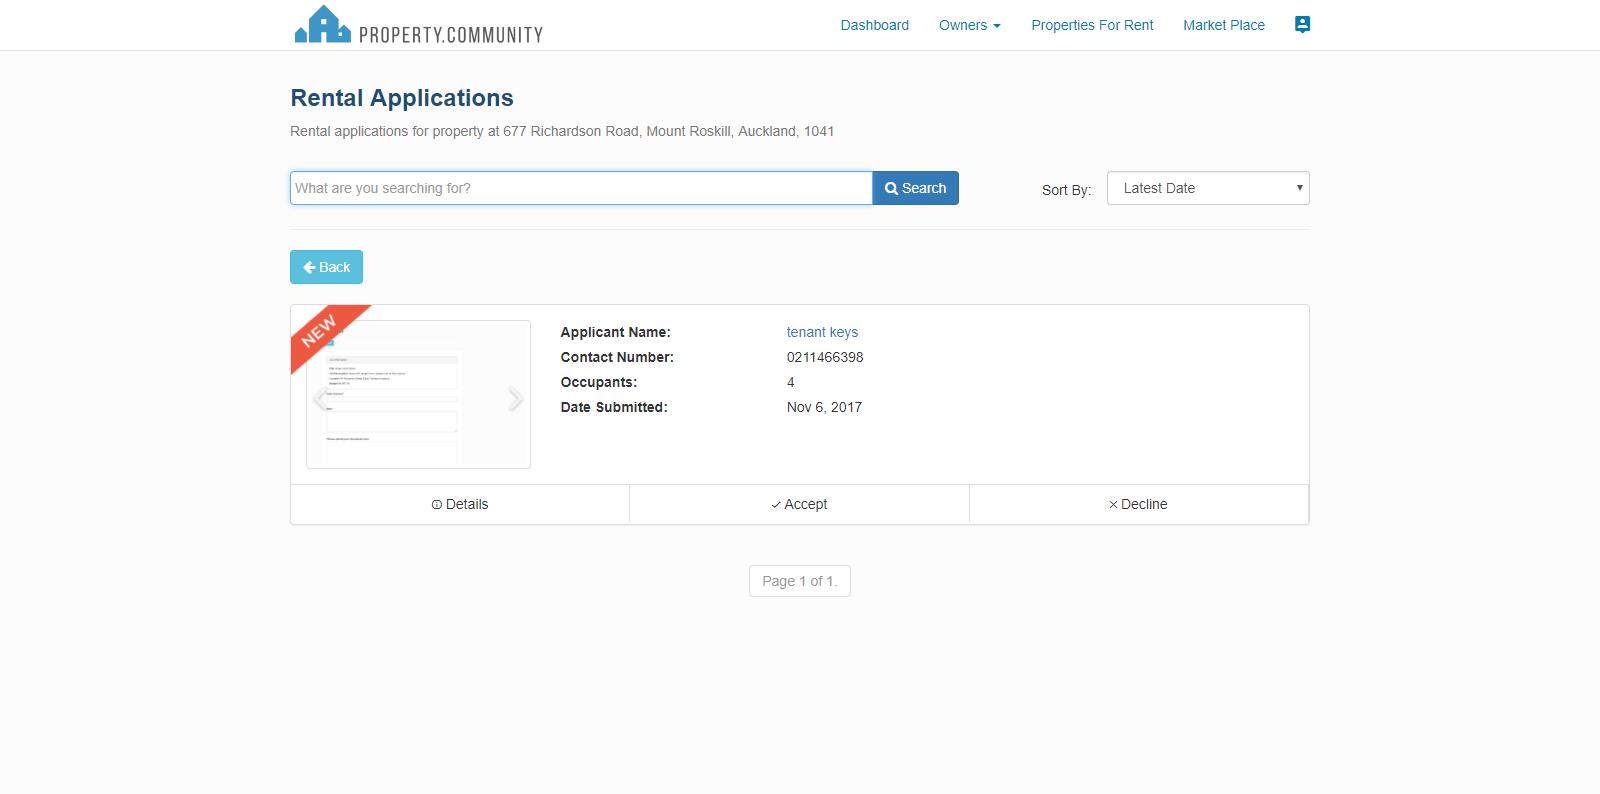 PROPERTY.COMMUNITY
Dashboard
Owners
Properties For Rent
Market Place
Rental Applications
Rental applications for property at 677 Richardson Road, Mount Roskill, Auckland, 1041
What are you searching for?
Search
Sort By:
Latest Date
Back
NEW
Applicant Name: tenant keys
Contact Number: 0211466398
Occupants: 4
Date Submitted: Nov 6, 2017
Details
Accept
Decline
Page 1 of 1.